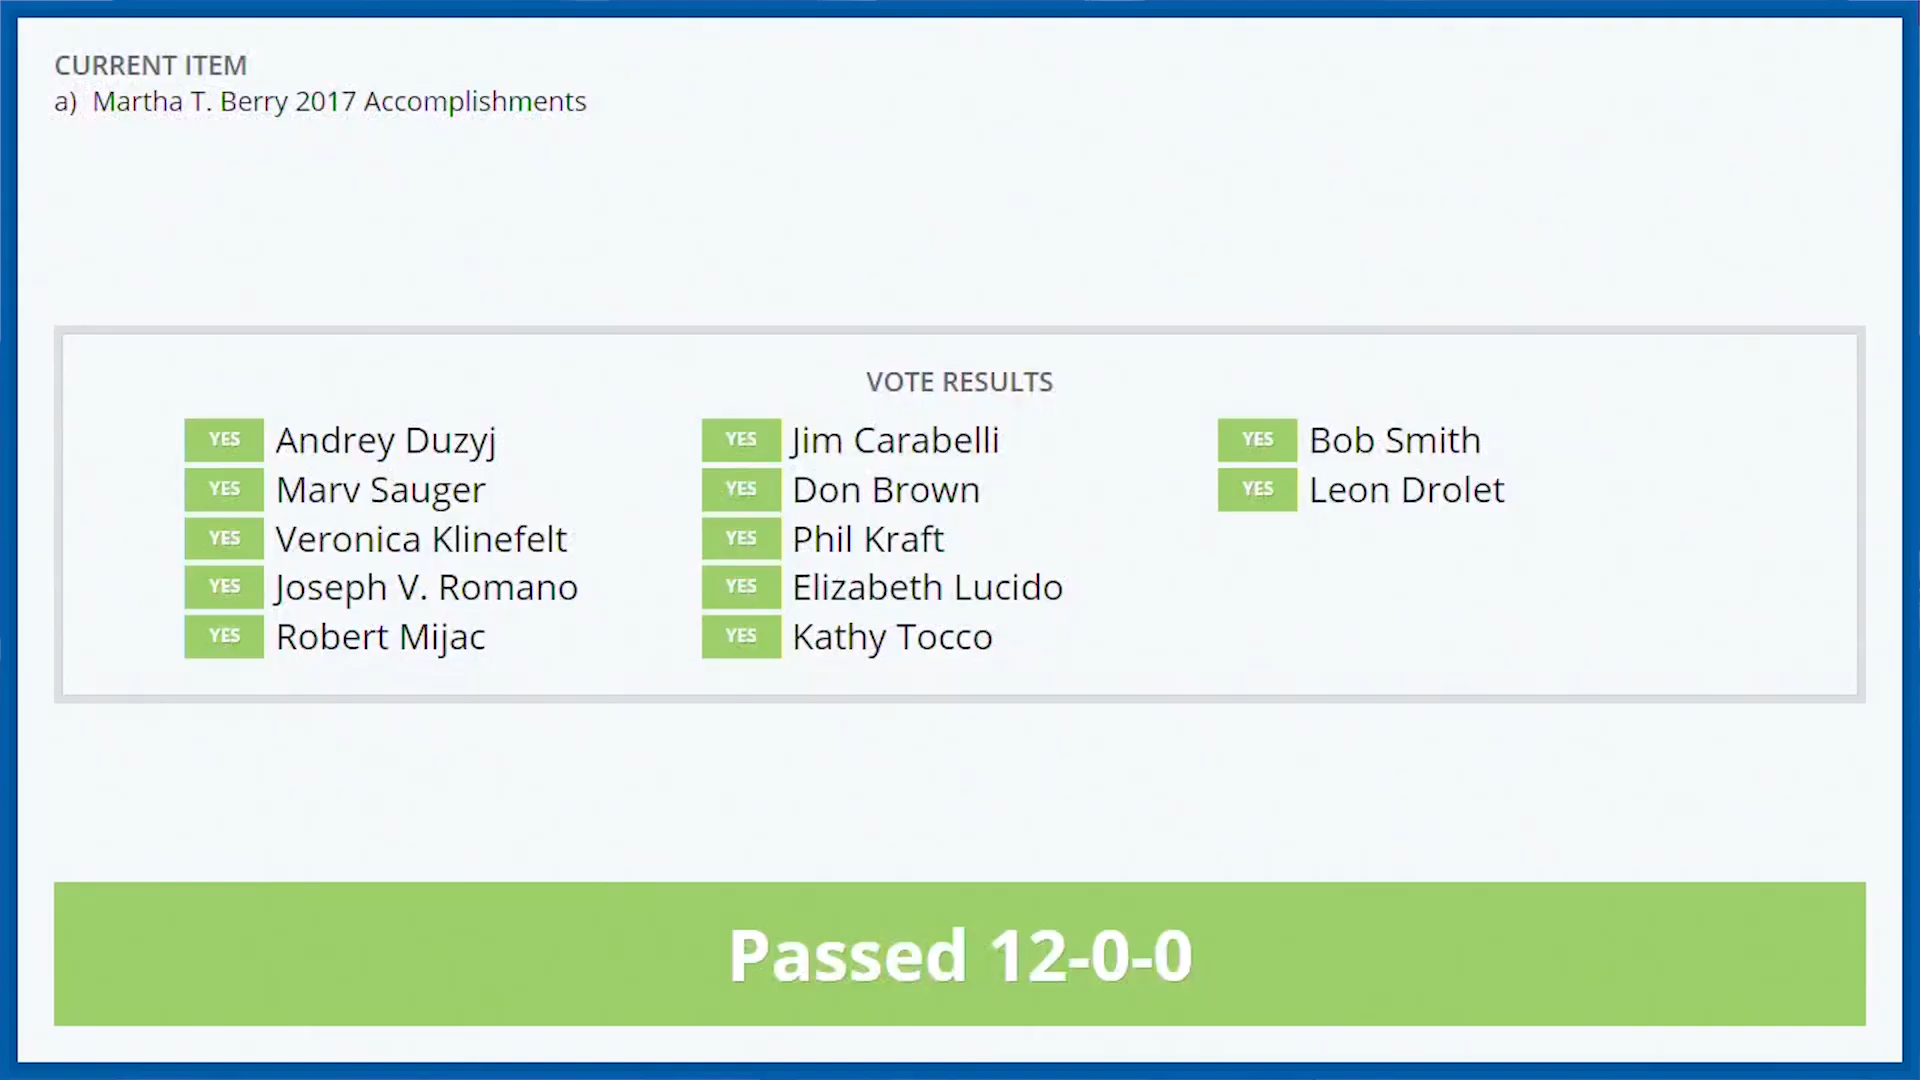 CURRENT ITEM
a) Martha T. Berry 2017 Accomplishments
VOTE RESULTS
YES Andrey Duzyj
YES Marv Sauger
YES Veronica Klinefelt
YES Joseph V. Romano
YES Robert Mijac
YES Jim Carabelli
YES Don Brown
YES Phil Kraft
YES Elizabeth Lucido
YES Kathy Tocco
YES Bob Smith
YES Leon Drolet
Passed 12-0-0